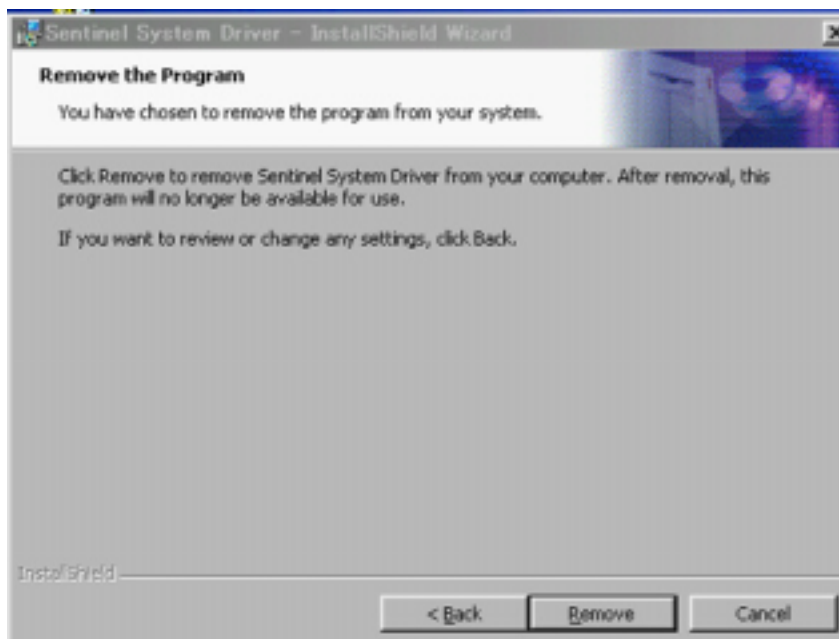 Sentinel System Driver - InstallShield Wizard
Remove the Program
You have chosen to remove the program from your system.
Click Remove to remove Sentinel System Driver from your computer. After removal, this
program will no longer be available for use.
If you want to review or change any settings, click Back.
InstallShield
< Back
Remove
Cancel